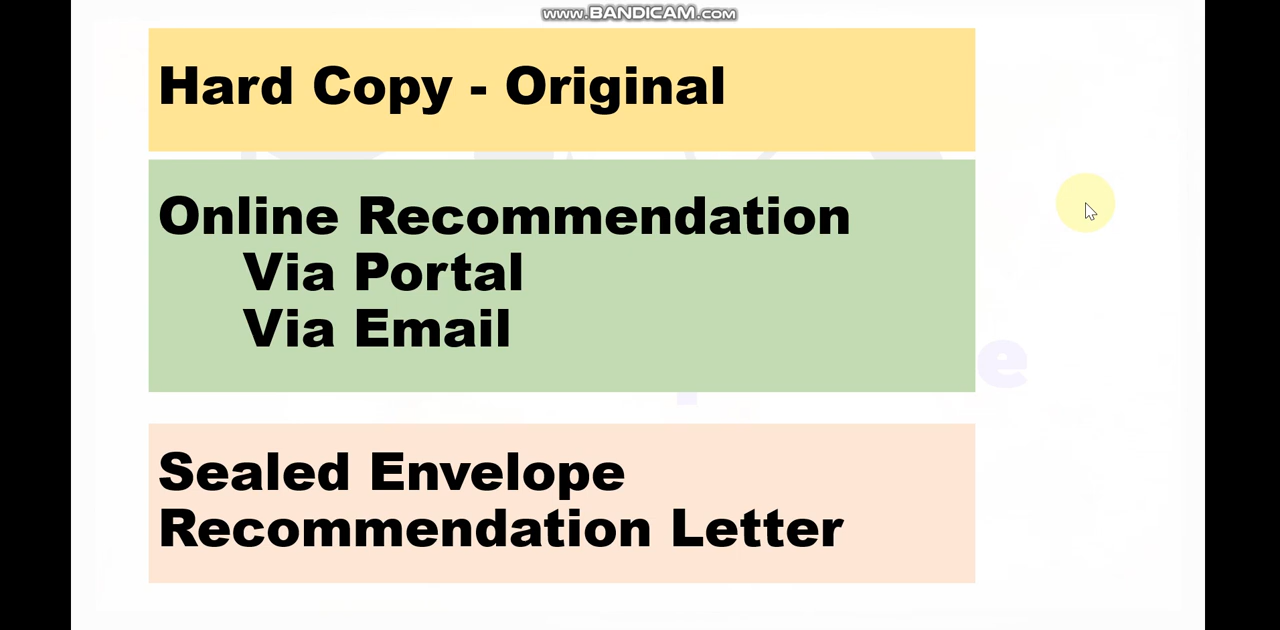 www.BANDICAM.com
Hard Copy - Original
Online Recommendation
Via Portal
Via Email
Sealed Envelope
Recommendation Letter